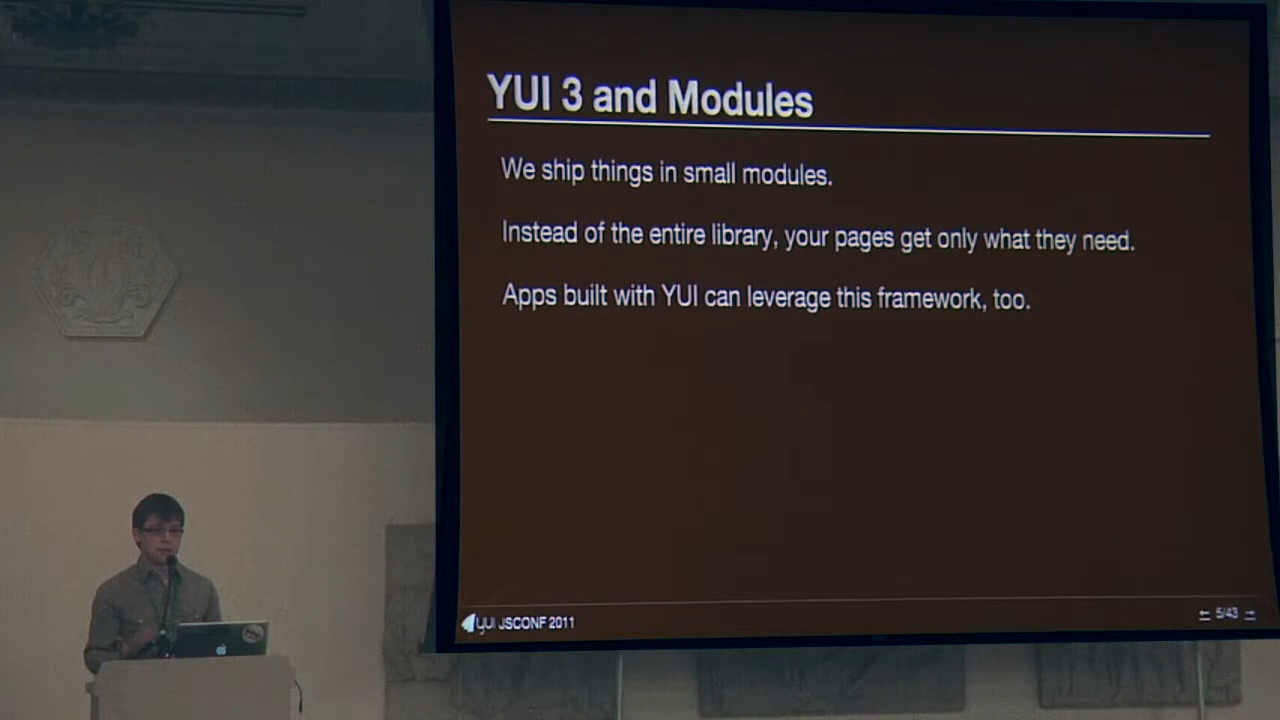 YUI 3 and Modules
We ship things in small modules.
Instead of the entire library, your pages get only what they need.
Apps built with YUI can leverage this framework, too.
YUI JSCONF 2011
5/43